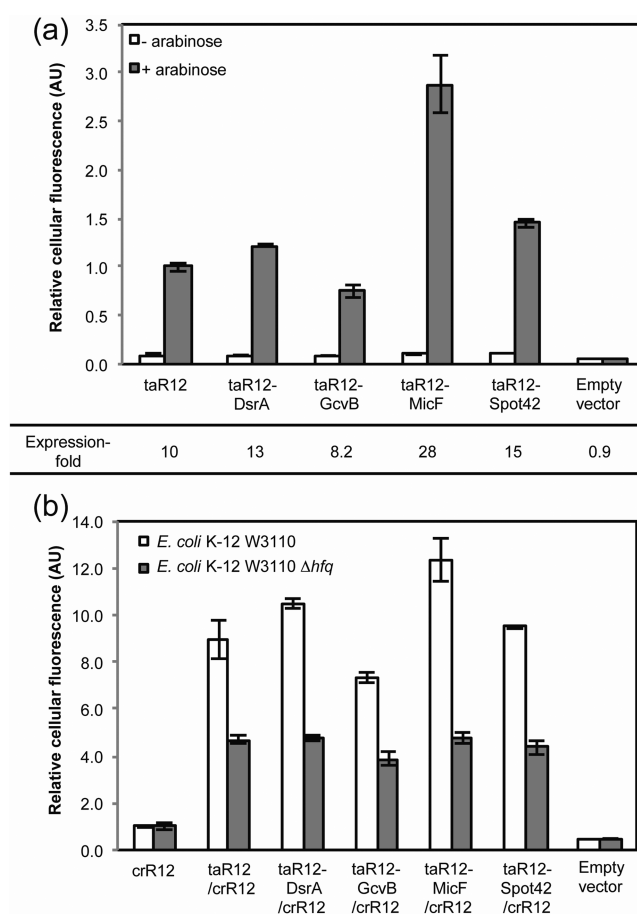 (a)
- arabinose
+ arabinose
Relative cellular fluorescence (AU)
3.5
3.0
2.5
2.0
1.5
1.0
0.5
0.0
taR12 taR12- taR12- taR12- taR12- Empty
DsrA GcvB MicF Spot42 vector
Expression-
fold 10 13 8.2 28 15 0.9
(b)
E. coli K-12 W3110
E. coli K-12 W3110 Δhfq
Relative cellular fluorescence (AU)
14.0
12.0
10.0
8.0
6.0
4.0
2.0
0.0
crR12 taR12 taR12- taR12- taR12- taR12- Empty
/crR12 DsrA GcvB MicF Spot42 vector
/crR12 /crR12 /crR12 /crR12